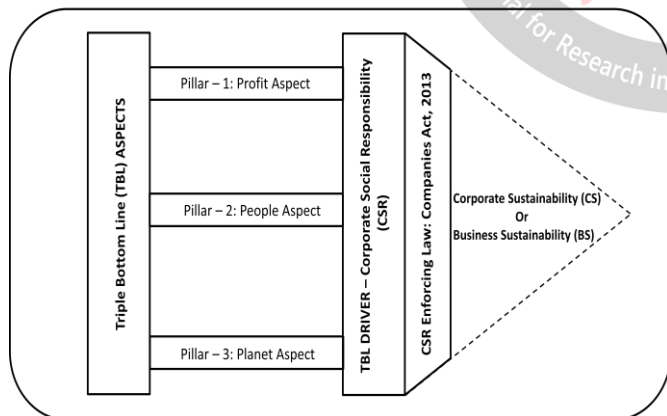 Triple Bottom Line (TBL) ASPECTS
Pillar – 1: Profit Aspect
Pillar – 2: People Aspect
Pillar – 3: Planet Aspect
TBL DRIVER – Corporate Social Responsibility
(CSR)
CSR Enforcing Law: Companies Act, 2013
Corporate Sustainability (CS)
Or
Business Sustainability (BS)
for Research in